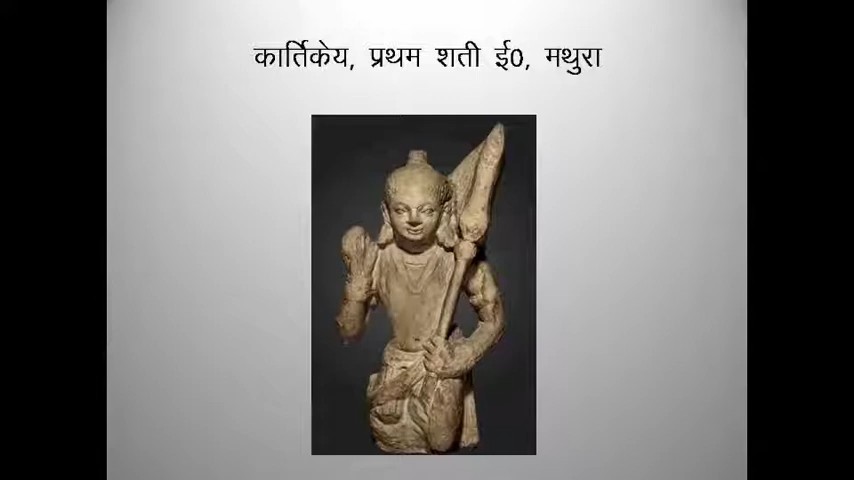 कार्तिकेय, प्रथम शती ई0, मथुरा